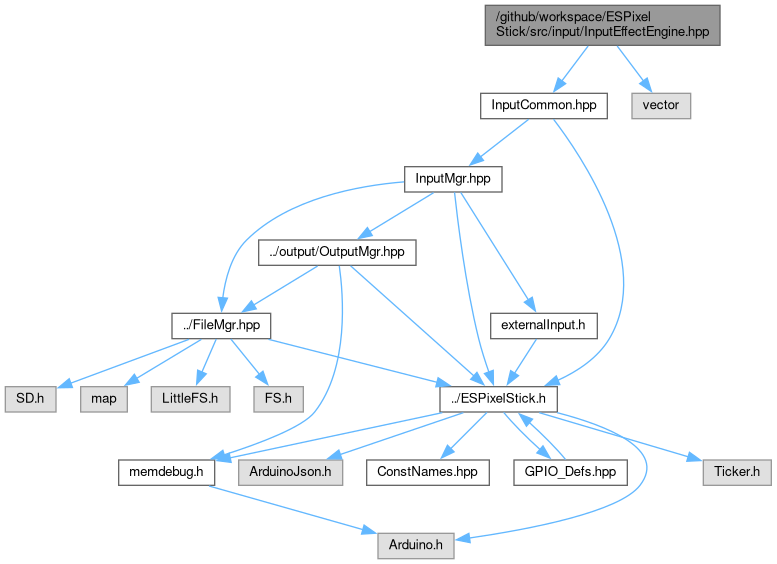 /github/workspace/ESPixel
Stick/src/input/InputEffectEngine.hpp
InputCommon.hpp
vector
InputMgr.hpp
../output/OutputMgr.hpp
../FileMgr.hpp
externalInput.h
SD.h
map
LittleFS.h
FS.h
../ESPixelStick.h
memdebug.h
ArduinoJson.h
ConstNames.hpp
GPIO_Defs.hpp
Ticker.h
Arduino.h